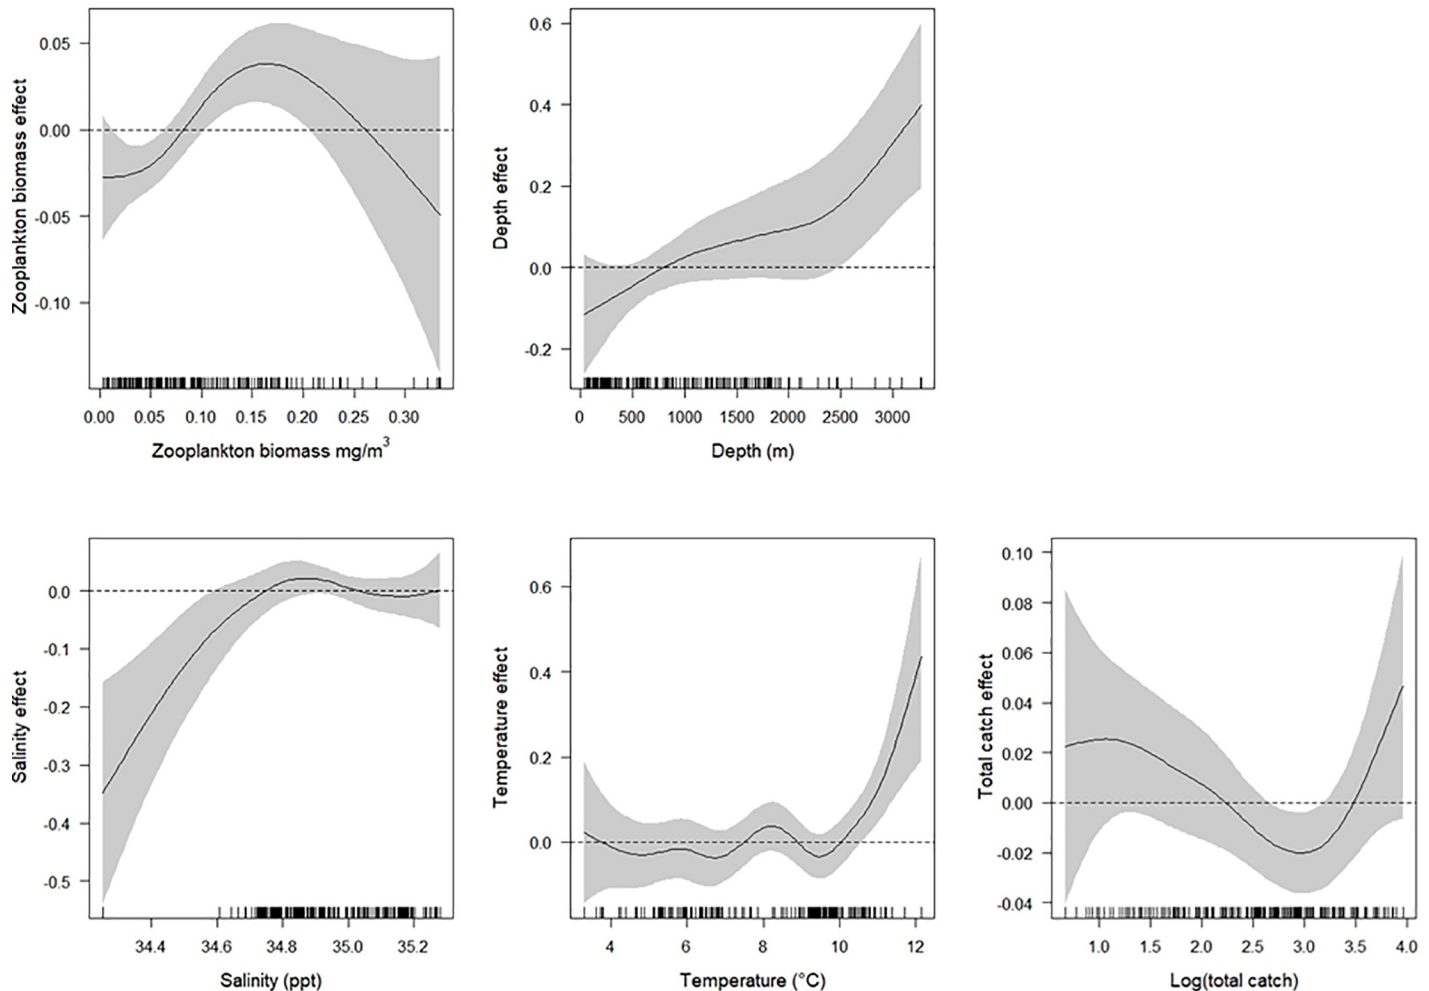 Zooplankton biomass effect
0.05
0.00
-0.05
-0.10
0.00 0.05 0.10 0.15 0.20 0.25 0.30
Zooplankton biomass mg/m³
Depth effect
0.6
0.4
0.2
0.0
-0.2
0 500 1000 1500 2000 2500 3000
Depth (m)
Salinity effect
0.0
-0.1
-0.2
-0.3
-0.4
-0.5
34.4 34.6 34.8 35.0 35.2
Salinity (ppt)
Temperature effect
0.6
0.4
0.2
0.0
4 6 8 10 12
Temperature (°C)
Total catch effect
0.10
0.08
0.06
0.04
0.02
0.00
-0.02
-0.04
1.0 1.5 2.0 2.5 3.0 3.5 4.0
Log(total catch)